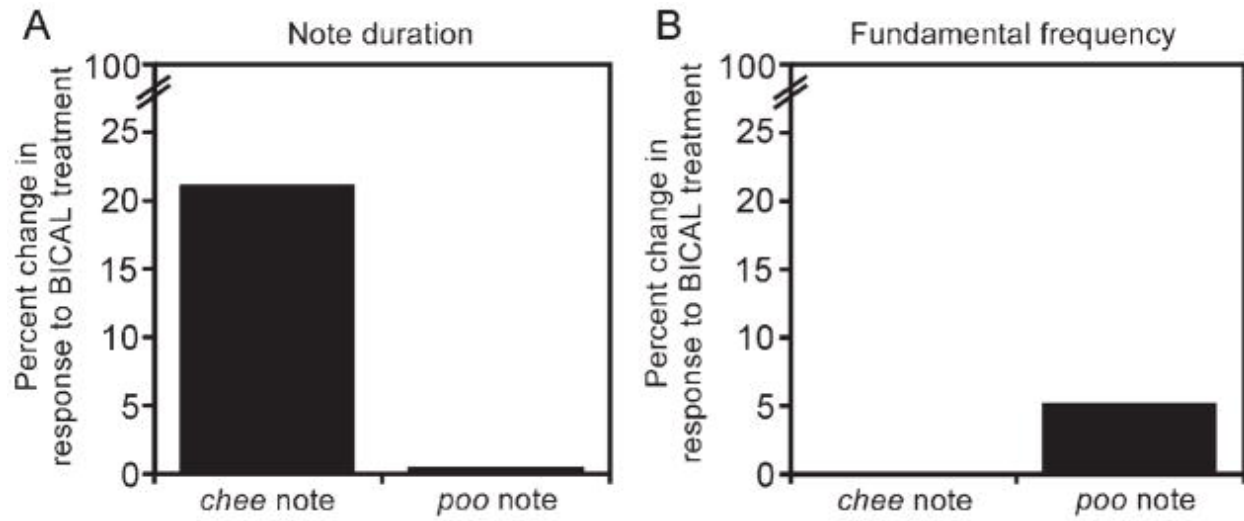 A
Note duration
Percent change in
response to BICAL treatment
100
25
20
15
10
5
0
chee note
poo note
B
Fundamental frequency
Percent change in
response to BICAL treatment
100
25
20
15
10
5
0
chee note
poo note